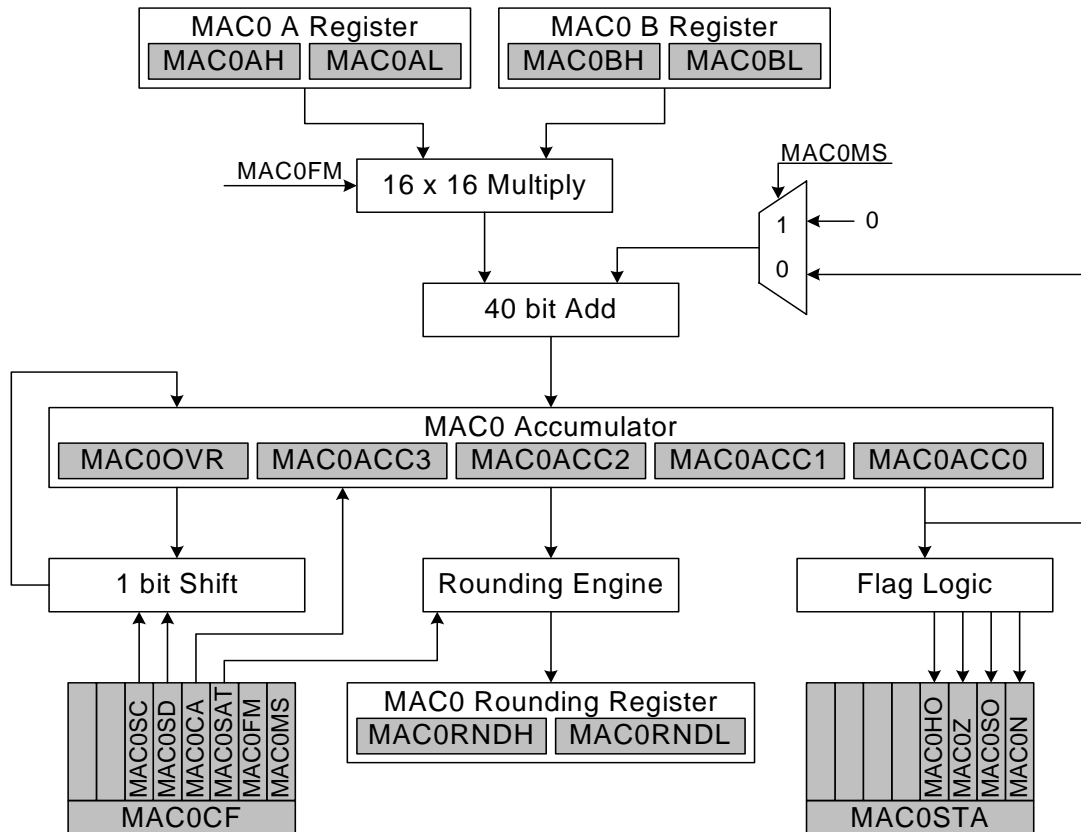 MAC0 A Register
MAC0AH MAC0AL
MAC0 B Register
MAC0BH MAC0BL
MAC0FM
16 x 16 Multiply
MAC0MS
1
0
0
40 bit Add
MAC0 Accumulator
MAC0OVR MAC0ACC3 MAC0ACC2 MAC0ACC1 MAC0ACC0
1 bit Shift
Rounding Engine
Flag Logic
MAC0SC
MAC0SD
MAC0CA
MAC0SAT
MAC0FM
MAC0MS
MAC0CF
MAC0 Rounding Register
MAC0RNDH MAC0RNDL
MAC0HO
MAC0Z
MAC0SO
MAC0N
MAC0STA